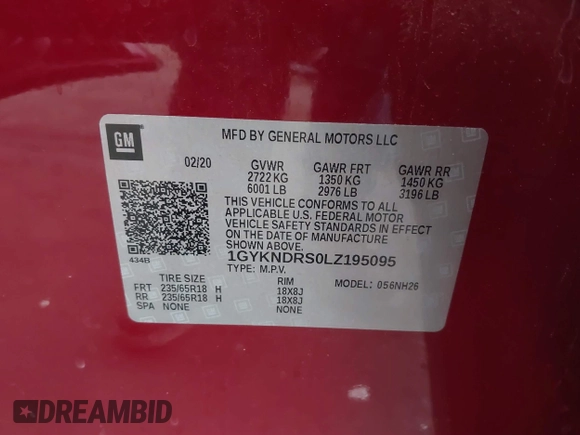 GM
MFD BY GENERAL MOTORS LLC
02/20 GVWR GAWR FRT GAWR RR
2722 KG 1350 KG 1450 KG
6001 LB 2976 LB 3196 LB
THIS VEHICLE CONFORMS TO ALL
APPLICABLE U.S. FEDERAL MOTOR
VEHICLE SAFETY STANDARDS IN EFFECT
ON THE DATE OF MANUFACTURE
SHOWN ABOVE.
434B 1GYKNDRS0LZ195095
TYPE: M.P.V.
TIRE SIZE RIM MODEL: 056NH26
FRT 235/65R18 H 18X8J
RR 235/65R18 H 18X8J
SPA NONE NONE
DREAMBID